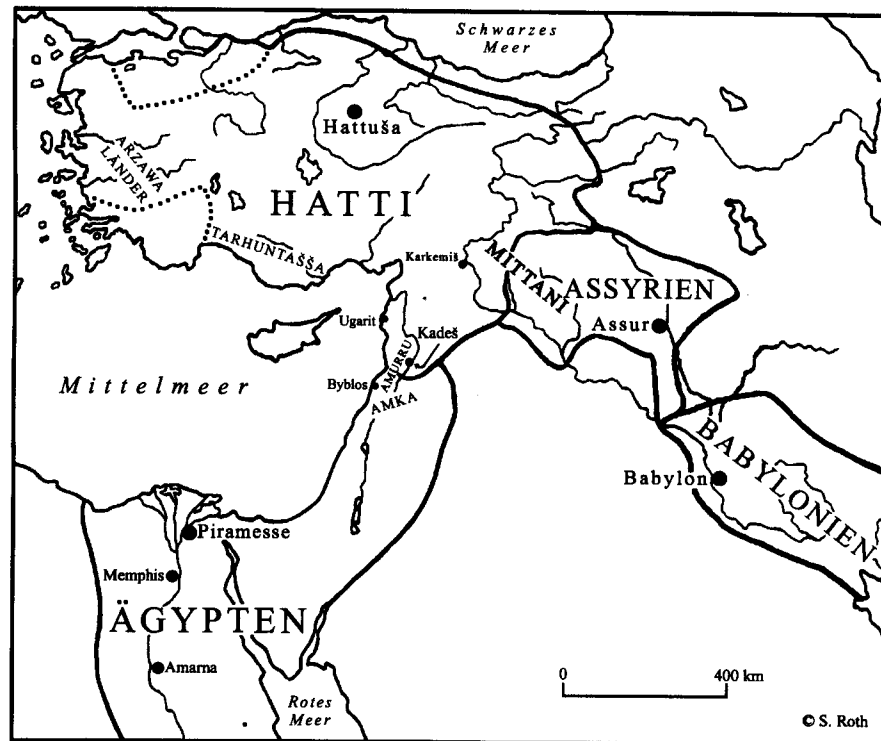 Schwarzes
Meer
Hattuša
ARZAWA
LÄNDER
HATTI
TARHUNTAŠŠA
Karkemiš
MITTANI
ASSYRIEN
Assur
Ugarit
Kadeš
AMURRU
Mittelmeer
Byblos
AMKA
BABYLONIEN
Babylon
Piramesse
Memphis
ÄGYPTEN
Amarna
Rotes
Meer
0 400 km
© S. Roth